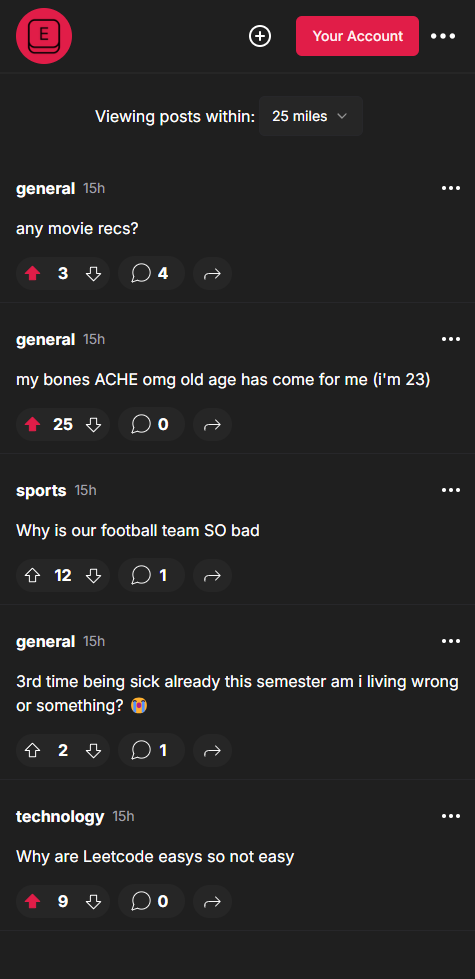 E
Your Account
Viewing posts within: 25 miles
general 15h
any movie recs?
3 4
general 15h
my bones ACHE omg old age has come for me (i'm 23)
25 0
sports 15h
Why is our football team SO bad
12 1
general 15h
3rd time being sick already this semester am i living wrong
or something? 😭
2 1
technology 15h
Why are Leetcode easys so not easy
9 0